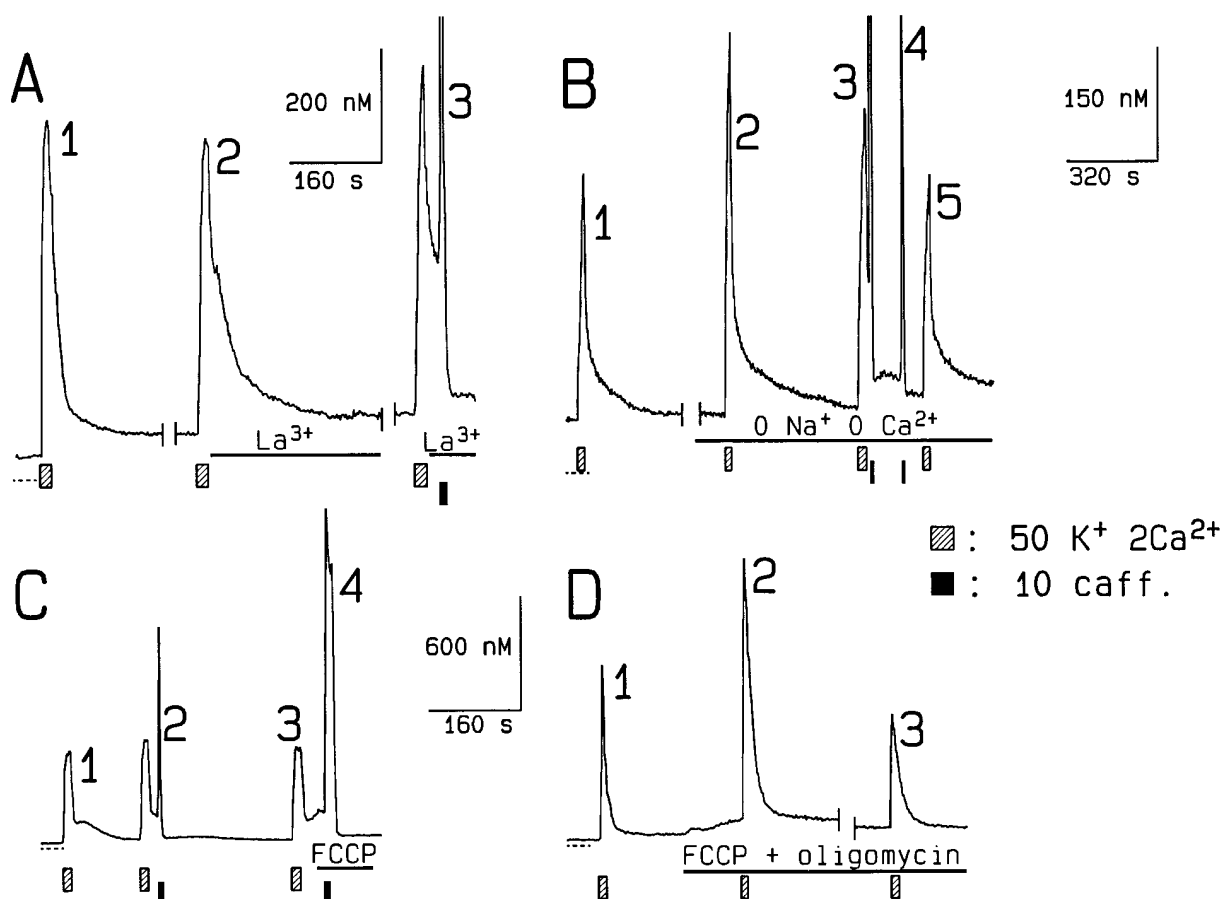 A
1
2
3
200 nM
160 s
La³⁺
La³⁺
B
1
2
3
4
5
150 nM
320 s
0 Na⁺ 0 Ca²⁺
C
1
2
3
4
600 nM
160 s
FCCP
D
1
2
3
FCCP + oligomycin
: 50 K⁺ 2Ca²⁺
: 10 caff.